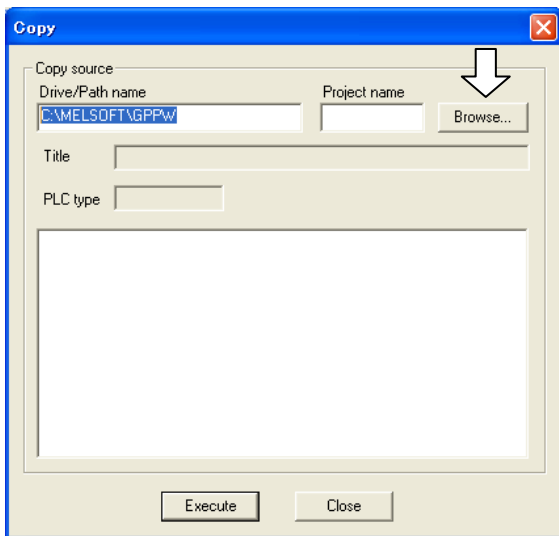 Copy
Copy source
Drive/Path name Project name
C:\MELSOFT\GPPW Browse...
Title
PLC type
Execute Close